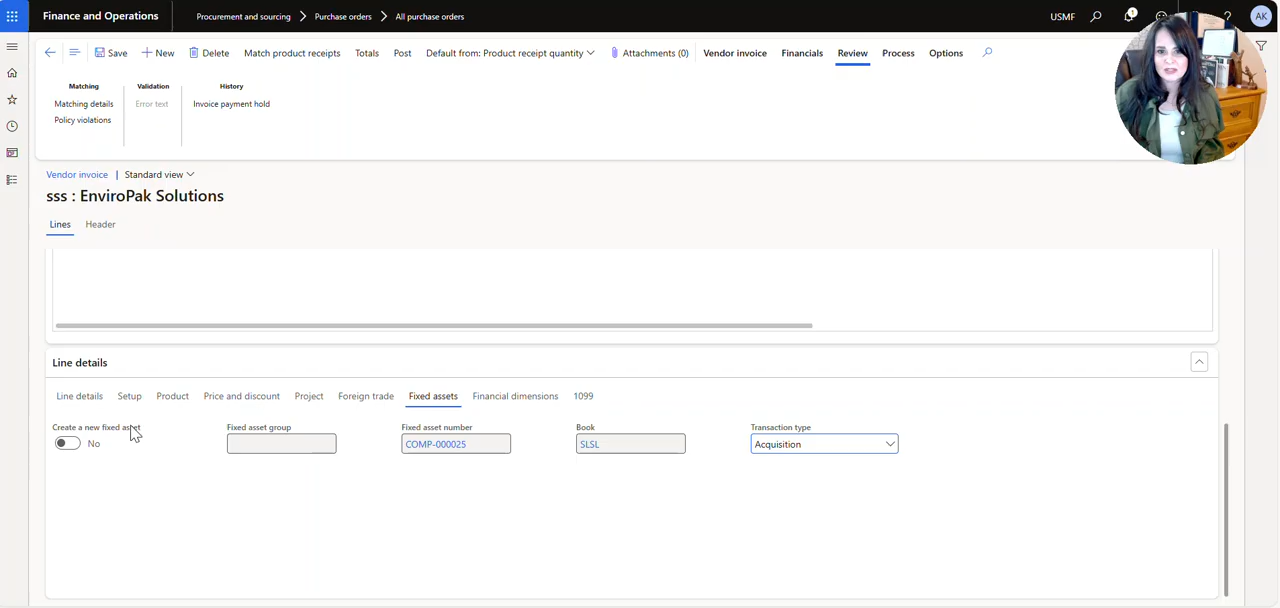 Finance and Operations
Procurement and sourcing > Purchase orders > All purchase orders
USMF
1
?
AK
Save
New
Delete
Match product receipts
Totals
Post
Default from: Product receipt quantity
Attachments (0)
Vendor invoice
Financials
Review
Process
Options
Matching
Validation
History
Matching details
Error text
Invoice payment hold
Policy violations
Vendor invoice | Standard view
sss : EnviroPak Solutions
Lines
Header
Line details
Line details
Setup
Product
Price and discount
Project
Foreign trade
Fixed assets
Financial dimensions
1099
Create a new fixed asset
Fixed asset group
Fixed asset number
Book
Transaction type
No
COMP-000025
SLSL
Acquisition